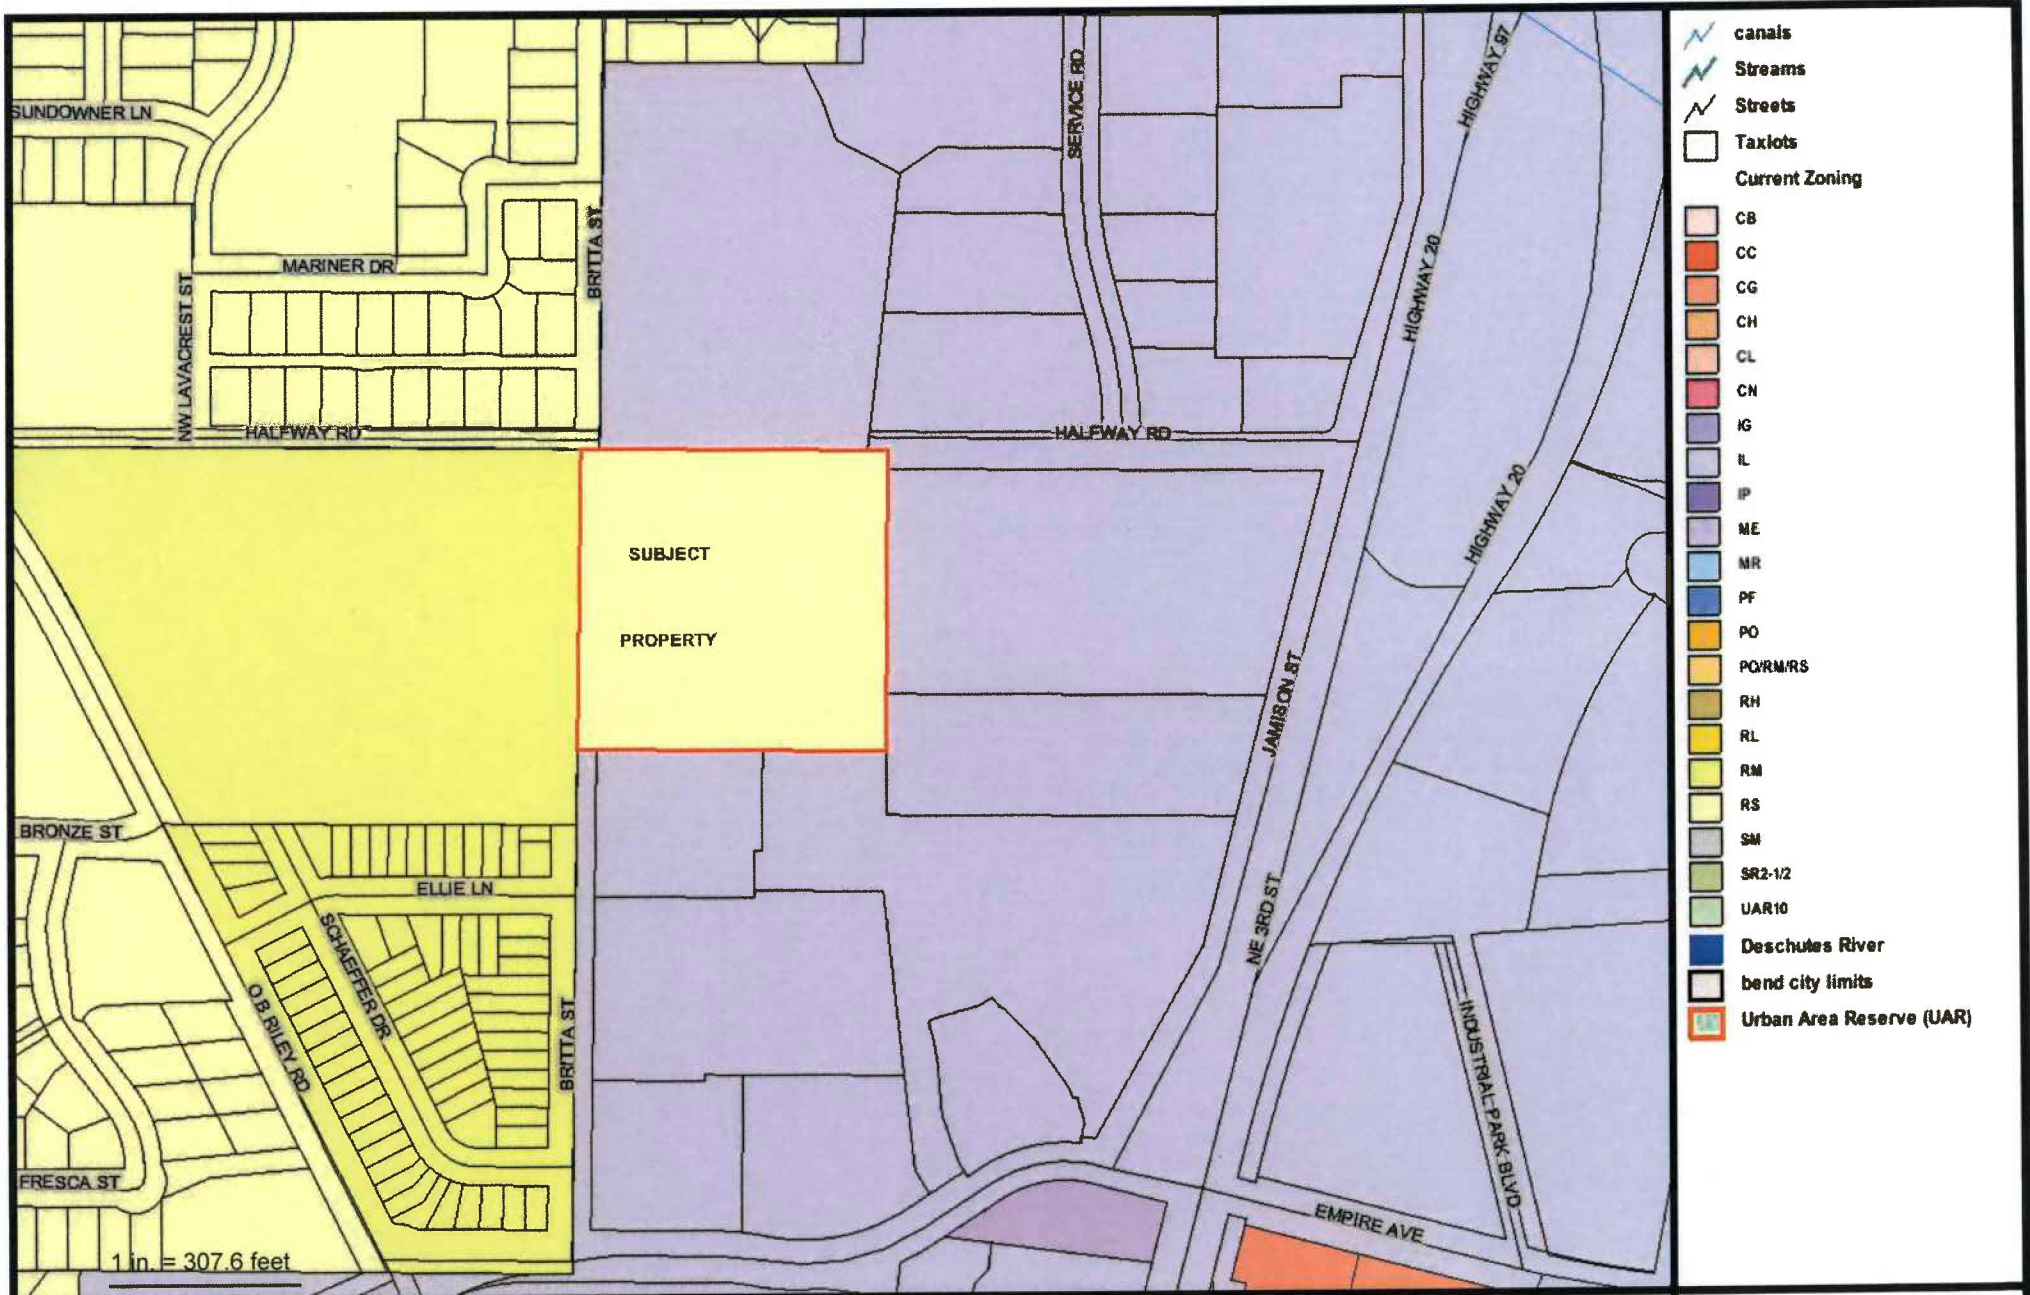 SUNDOWNER LN
MARINER DR
NW LAVACREST ST
BRITTA ST
HALFWAY RD
SERVICE RD
HALFWAY RD
HIGHWAY 97
HIGHWAY 20
HIGHWAY 20
SUBJECT
PROPERTY
JAMISON ST
BRONZE ST
ELLIE LN
SCHAEFFER DR
O B RILEY RD
BRITTA ST
NE 3RD ST
INDUSTRIAL PARK BLVD
FRESCA ST
EMPIRE AVE
1 in. = 307.6 feet
canals
Streams
Streets
Taxlots
Current Zoning
CB
CC
CG
CH
CL
CN
IG
IL
IP
ME
MR
PF
PO
PO/RM/RS
RH
RL
RM
RS
SM
SR2-1/2
UAR10
Deschutes River
bend city limits
Urban Area Reserve (UAR)